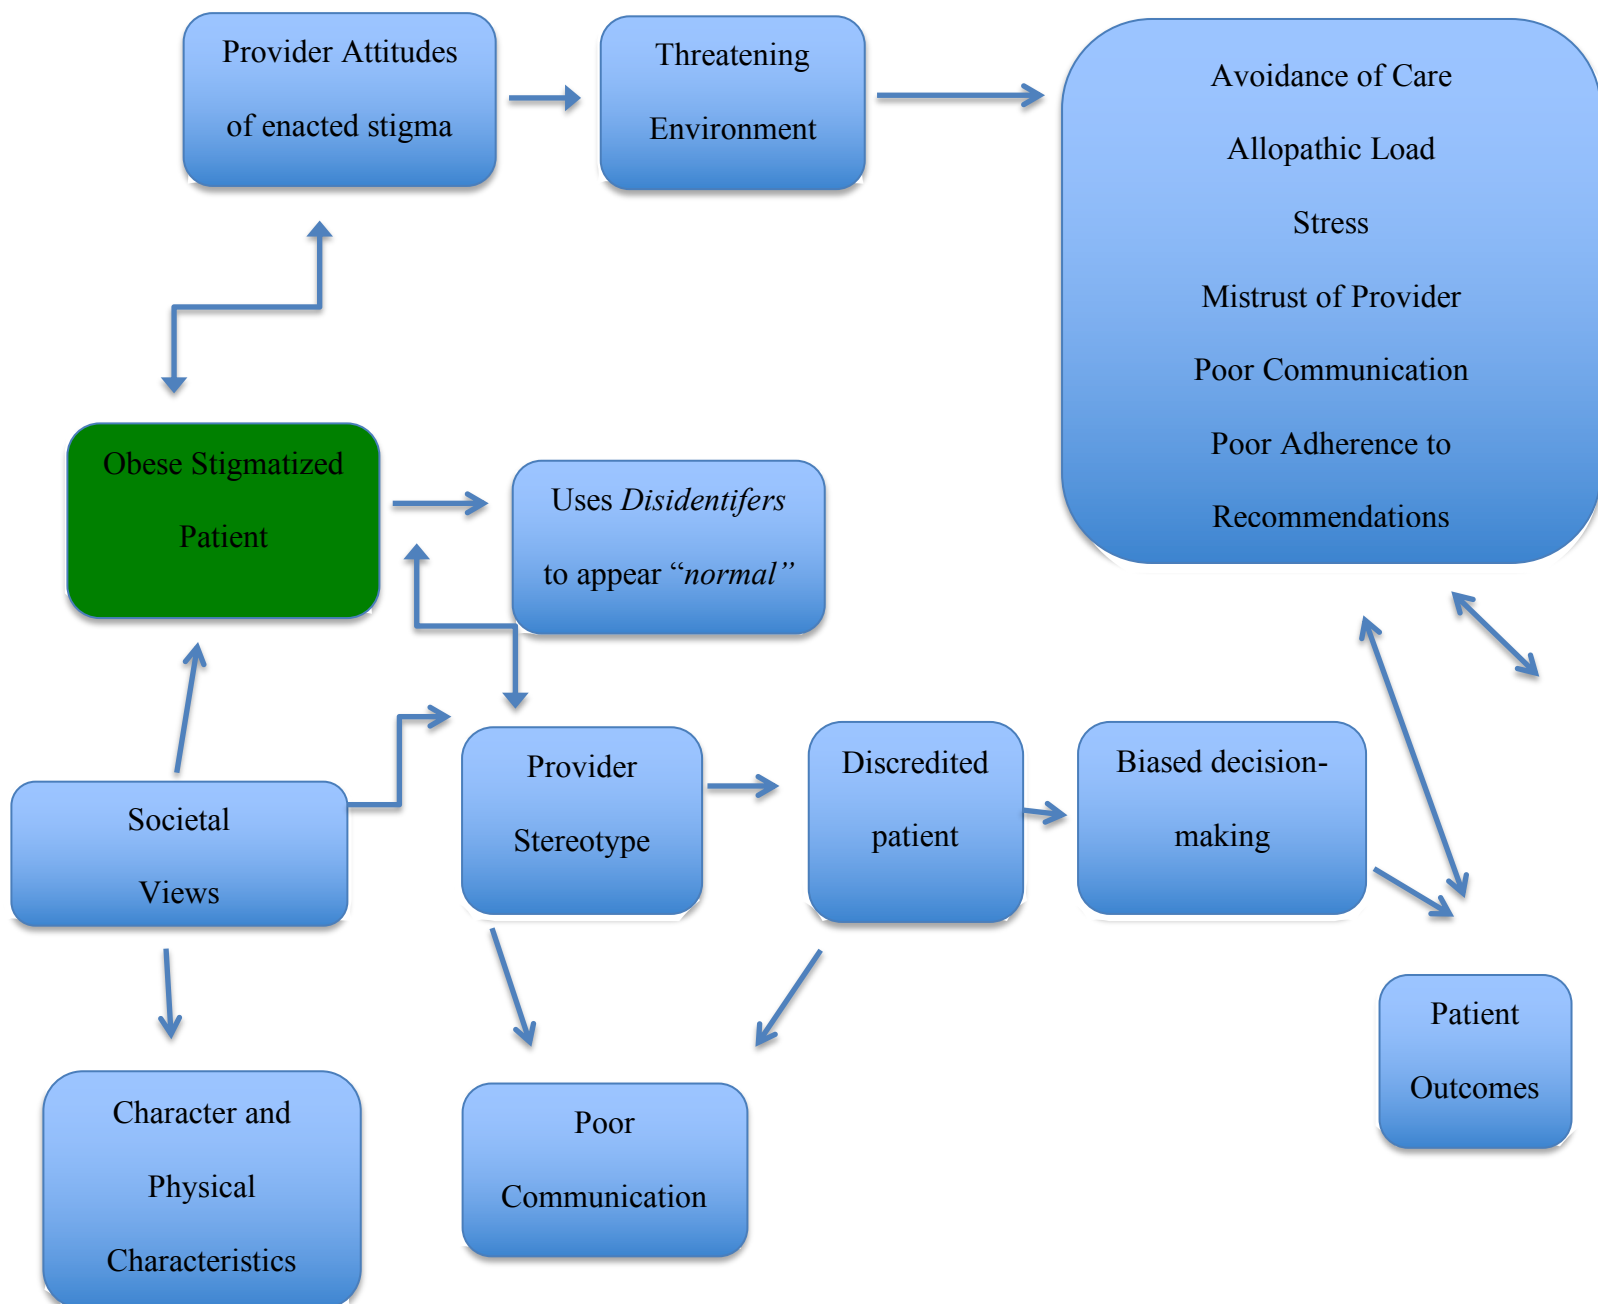 Provider Attitudes
of enacted stigma
Threatening
Environment
Avoidance of Care
Allopathic Load
Stress
Mistrust of Provider
Poor Communication
Poor Adherence to
Recommendations
Obese Stigmatized
Patient
Uses Disidentifers
to appear “normal”
Societal
Views
Provider
Stereotype
Discredited
patient
Biased decision-
making
Character and
Physical
Characteristics
Poor
Communication
Patient
Outcomes